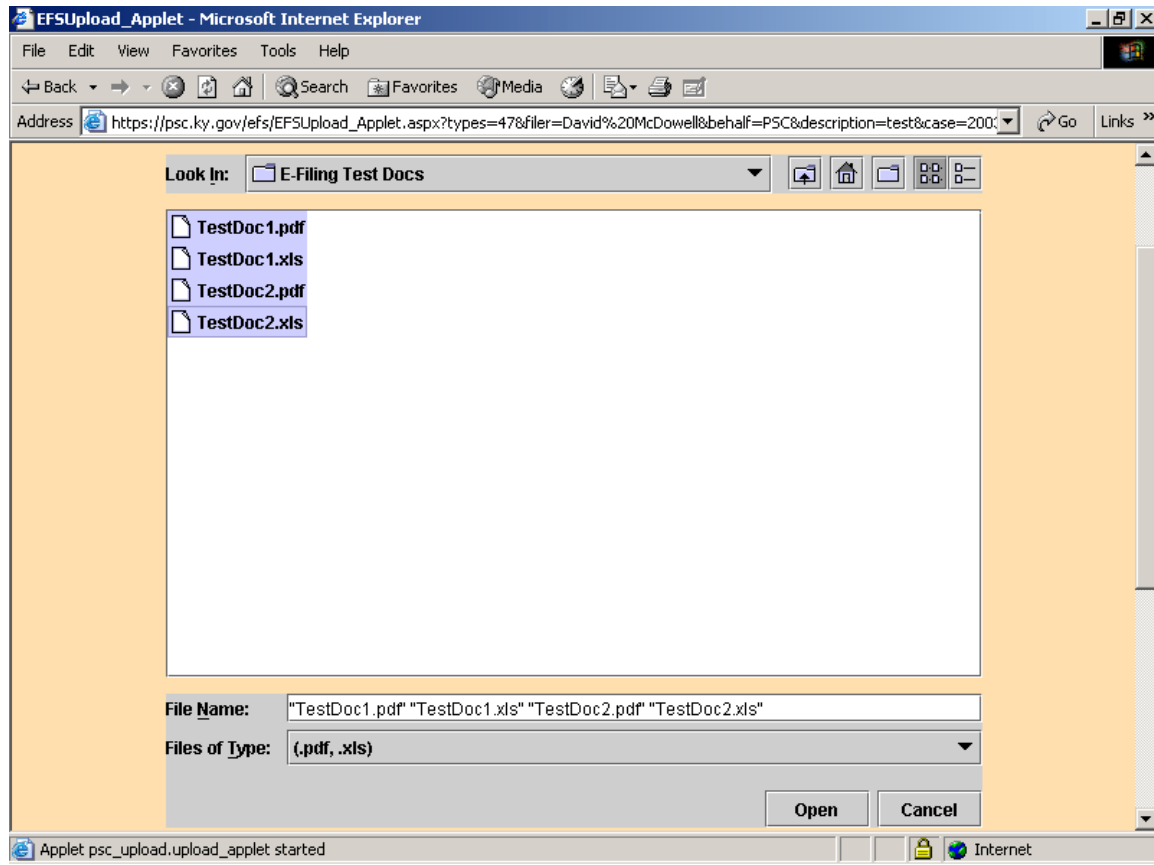 EFSUpload_Applet - Microsoft Internet Explorer
File Edit View Favorites Tools Help
Back Search Favorites Media
Address https://psc.ky.gov/efs/EFSUpload_Applet.aspx?types=47&filer=David%20McDowell&behalf=PSC&description=test&case=2003 Go Links »
Look In: E-Filing Test Docs
TestDoc1.pdf
TestDoc1.xls
TestDoc2.pdf
TestDoc2.xls
File Name: "TestDoc1.pdf" "TestDoc1.xls" "TestDoc2.pdf" "TestDoc2.xls"
Files of Type: (.pdf, .xls)
Open Cancel
Applet psc_upload.upload_applet started Internet